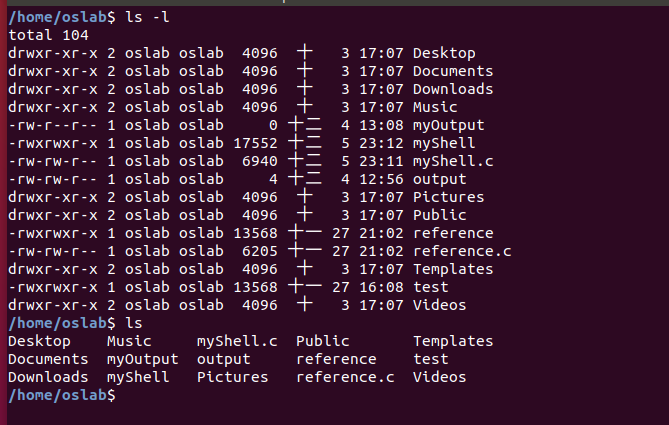 /home/oslab$ ls -l
total 104
drwxr-xr-x 2 oslab oslab  4096  十   3 17:07 Desktop
drwxr-xr-x 2 oslab oslab  4096  十   3 17:07 Documents
drwxr-xr-x 2 oslab oslab  4096  十   3 17:07 Downloads
drwxr-xr-x 2 oslab oslab  4096  十   3 17:07 Music
-rw-r--r-- 1 oslab oslab     0 十二  4 13:08 myOutput
-rwxrwxr-x 1 oslab oslab 17552 十二  5 23:12 myShell
-rw-rw-r-- 1 oslab oslab  6940 十二  5 23:11 myShell.c
-rw-rw-r-- 1 oslab oslab     4 十二  4 12:56 output
drwxr-xr-x 2 oslab oslab  4096  十   3 17:07 Pictures
drwxr-xr-x 2 oslab oslab  4096  十   3 17:07 Public
-rwxrwxr-x 1 oslab oslab 13568 十一 27 21:02 reference
-rw-rw-r-- 1 oslab oslab  6205 十一 27 21:02 reference.c
drwxr-xr-x 2 oslab oslab  4096  十   3 17:07 Templates
-rwxrwxr-x 1 oslab oslab 13568 十一 27 16:08 test
drwxr-xr-x 2 oslab oslab  4096  十   3 17:07 Videos
/home/oslab$ ls
Desktop    Music     myShell.c  Public       Templates
Documents  myOutput  output     reference    test
Downloads  myShell   Pictures   reference.c  Videos
/home/oslab$